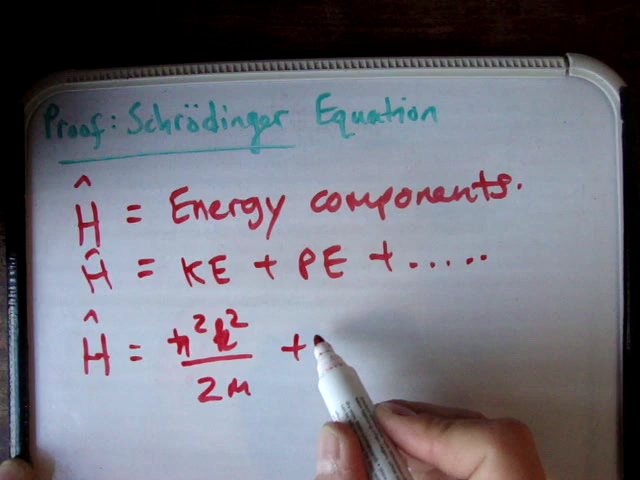 Proof: Schrödinger Equation
Ĥ = Energy components.
Ĥ = KE + PE + .....
Ĥ = ħ²k²/2m +